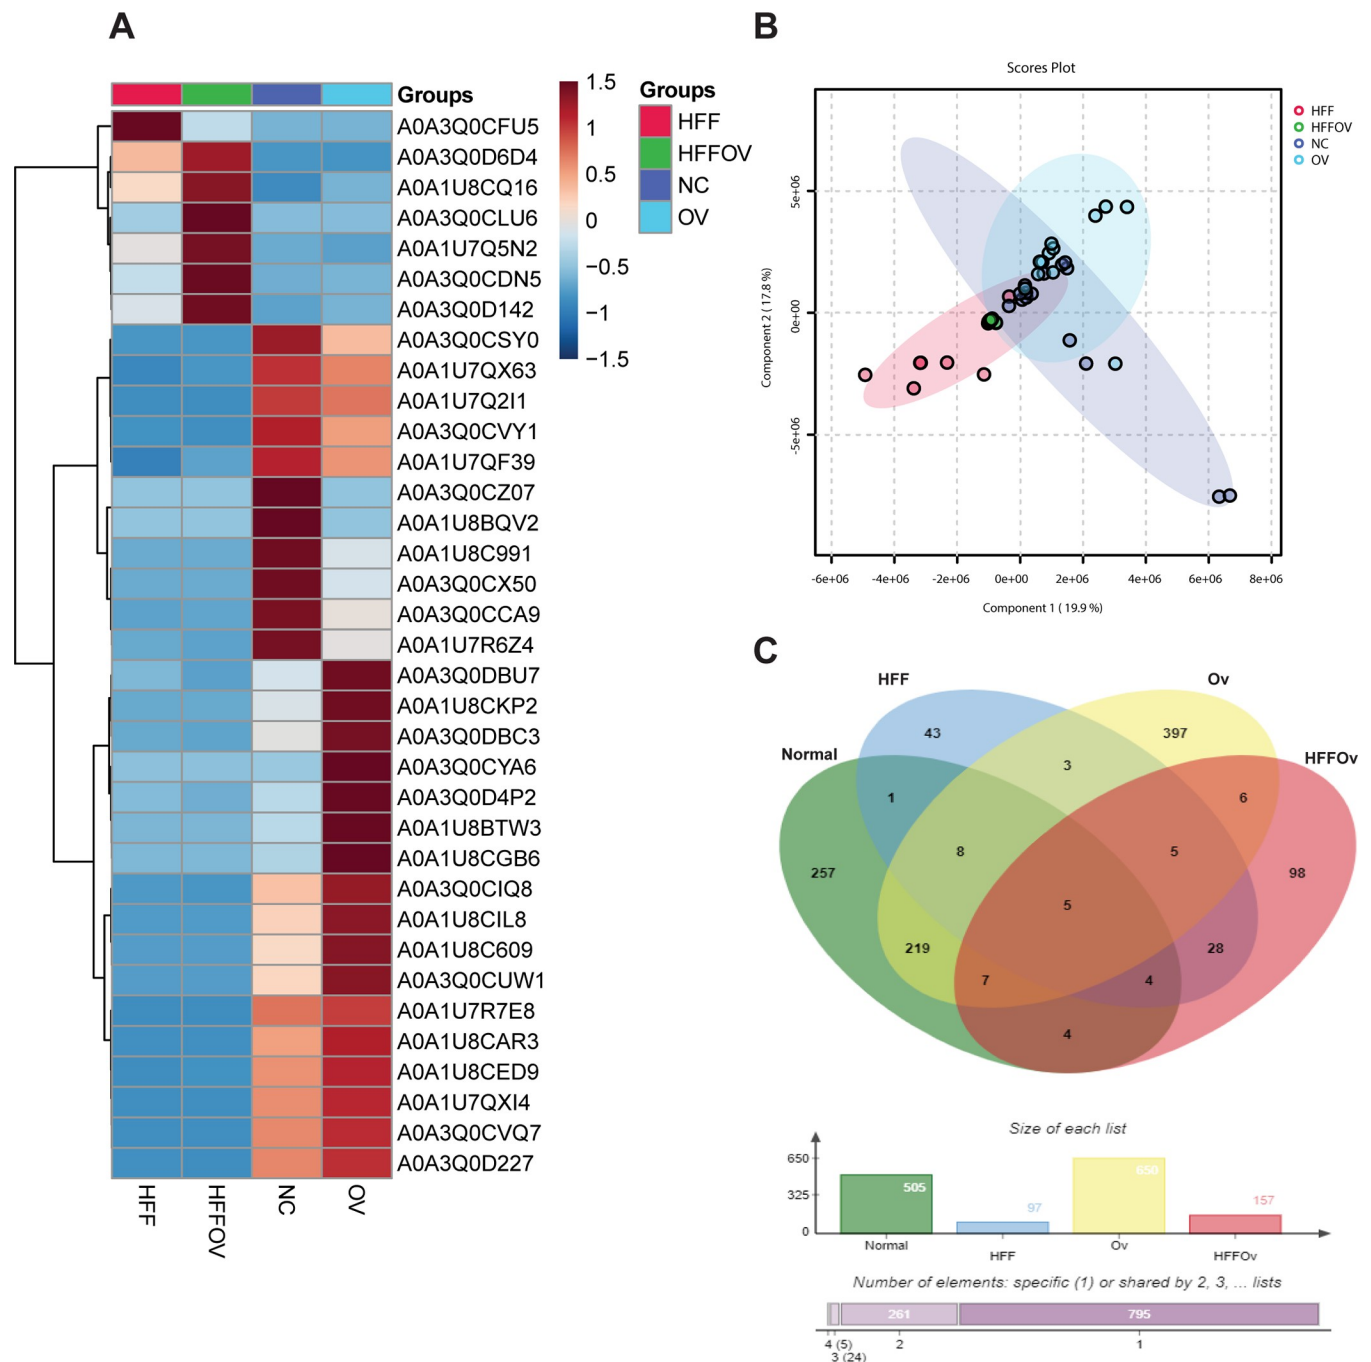 A
Groups
1.5
1
0.5
0
−0.5
−1
−1.5
Groups
HFF
HFFOV
NC
OV
A0A3Q0CFU5
A0A3Q0D6D4
A0A1U8CQ16
A0A3Q0CLU6
A0A1U7Q5N2
A0A3Q0CDN5
A0A3Q0D142
A0A3Q0CSY0
A0A1U7QX63
A0A1U7Q2I1
A0A3Q0CVY1
A0A1U7QF39
A0A3Q0CZ07
A0A1U8BQV2
A0A1U8C991
A0A3Q0CX50
A0A3Q0CCA9
A0A1U7R6Z4
A0A3Q0DBU7
A0A1U8CKP2
A0A3Q0DBC3
A0A3Q0CYA6
A0A3Q0D4P2
A0A1U8BTW3
A0A1U8CGB6
A0A3Q0CIQ8
A0A1U8CIL8
A0A1U8C609
A0A3Q0CUW1
A0A1U7R7E8
A0A1U8CAR3
A0A1U8CED9
A0A1U7QXI4
A0A3Q0CVQ7
A0A3Q0D227
HFF
HFFOV
NC
OV
B
Scores Plot
HFF
HFFOV
NC
OV
Component 2 ( 17.8 %)
5e+06
0e+00
-5e+06
-6e+06 -4e+06 -2e+06 0e+00 2e+06 4e+06 6e+06 8e+06
Component 1 ( 19.9 %)
C
HFF
Ov
Normal
HFFOv
43
397
3
1
6
8
5
257
98
5
219
28
7
4
4
Size of each list
650
325
0
505
97
650
157
Normal
HFF
Ov
HFFOv
Number of elements: specific (1) or shared by 2, 3, ... lists
261
795
4 (5)
3 (24)
2
1